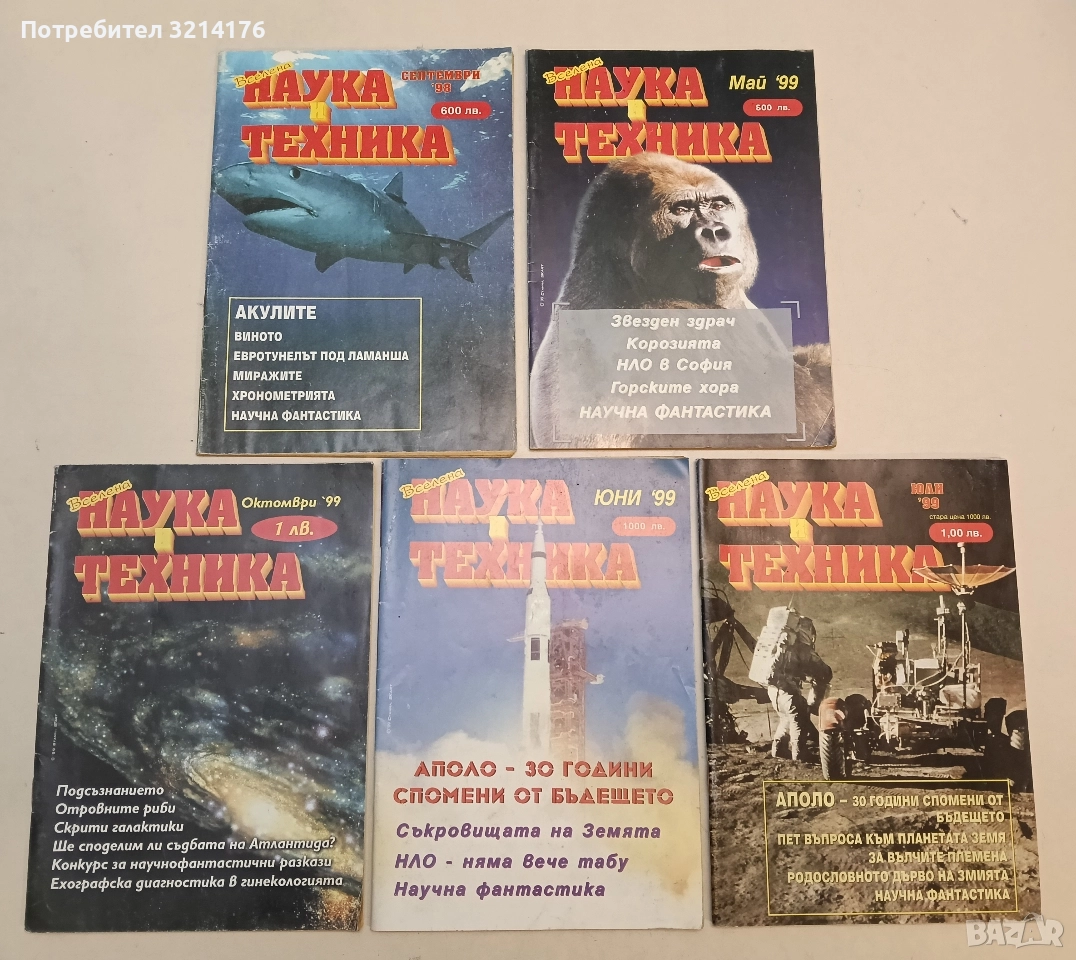 Потребител 3214176
Вселена
НАУКА
И
ТЕХНИКА
СЕПТЕМВРИ
'98
600 лв.
АКУЛИТЕ
ВИНОТО
ЕВРОТУНЕЛЪТ ПОД ЛАМАНША
МИРАЖИТЕ
ХРОНОМЕТРИЯТА
НАУЧНА ФАНТАСТИКА
Вселена
НАУКА
И
ТЕХНИКА
Май '99
600 лв.
Звезден здрач
Корозията
НЛО в София
Горските хора
НАУЧНА ФАНТАСТИКА
Вселена
НАУКА
И
ТЕХНИКА
Октомври '99
1 лв.
Подсъзнанието
Отровните риби
Скрити галактики
Ще споделим ли съдбата на Атлантида?
Конкурс за научнофантастични разкази
Ехографска диагностика в гинекологията
Вселена
НАУКА
И
ТЕХНИКА
ЮНИ '99
1000 лв.
АПОЛО - 30 ГОДИНИ
СПОМЕНИ ОТ БЪДЕЩЕТО
Съкровищата на Земята
НЛО - няма вече табу
Научна фантастика
Вселена
НАУКА
И
ТЕХНИКА
ЮЛИ
'99
стара цена 1000 лв.
1,00 лв.
АПОЛО - 30 ГОДИНИ СПОМЕНИ ОТ
БЪДЕЩЕТО
ПЕТ ВЪПРОСА КЪМ ПЛАНЕТАТА ЗЕМЯ
ЗА ВЪЛЧИТЕ ПЛЕМЕНА
РОДОСЛОВНОТО ДЪРВО НА ЗМИЯТА
НАУЧНА ФАНТАСТИКА
BAZAR